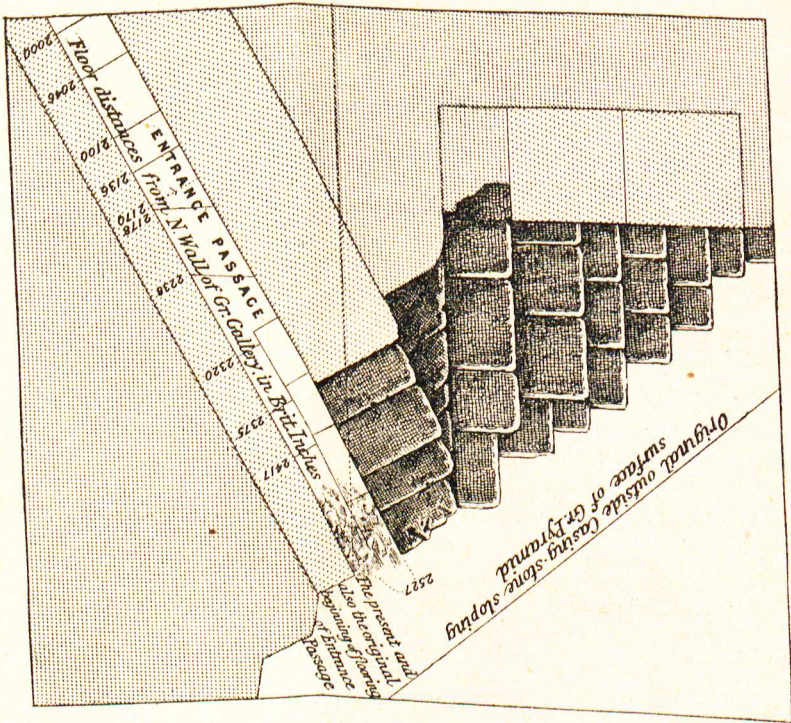 2000
2046
2100
2136
2170
2178
2238
2320
2375
2417
2527
Floor distances from N Wall of Gr. Gallery in Brit Inches
ENTRANCE PASSAGE
Original outside Casing-stone sloping
surface of Gr. Pyramid
The present and
also the original
beginning of flooring
of Entrance
Passage